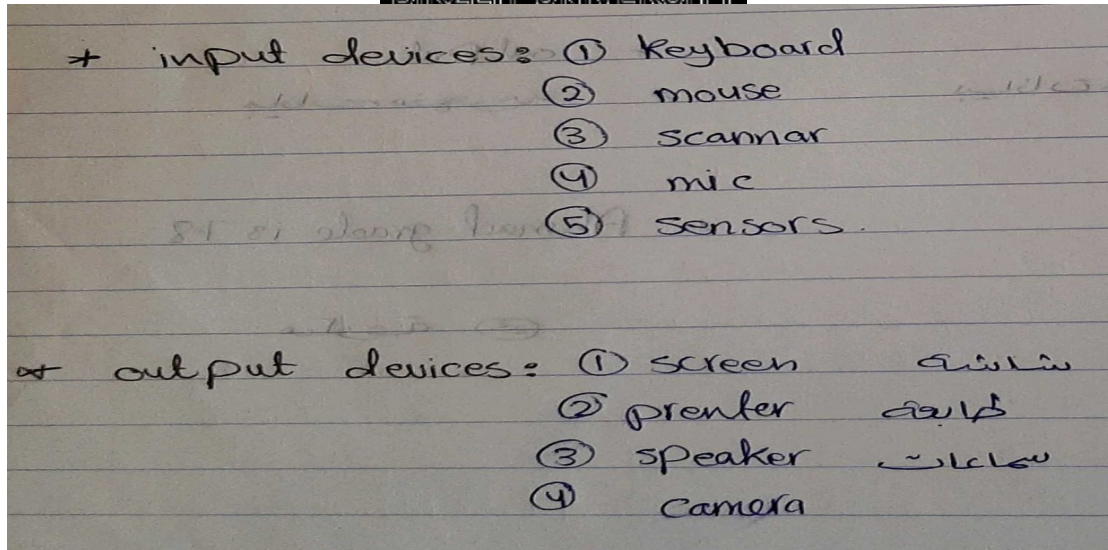 * input devices: ① Keyboard
② mouse
③ scannar
④ mic
⑤ sensors.
* output devices: ① screen شاشة
② prenter طابعة
③ speaker سماعات
④ camera